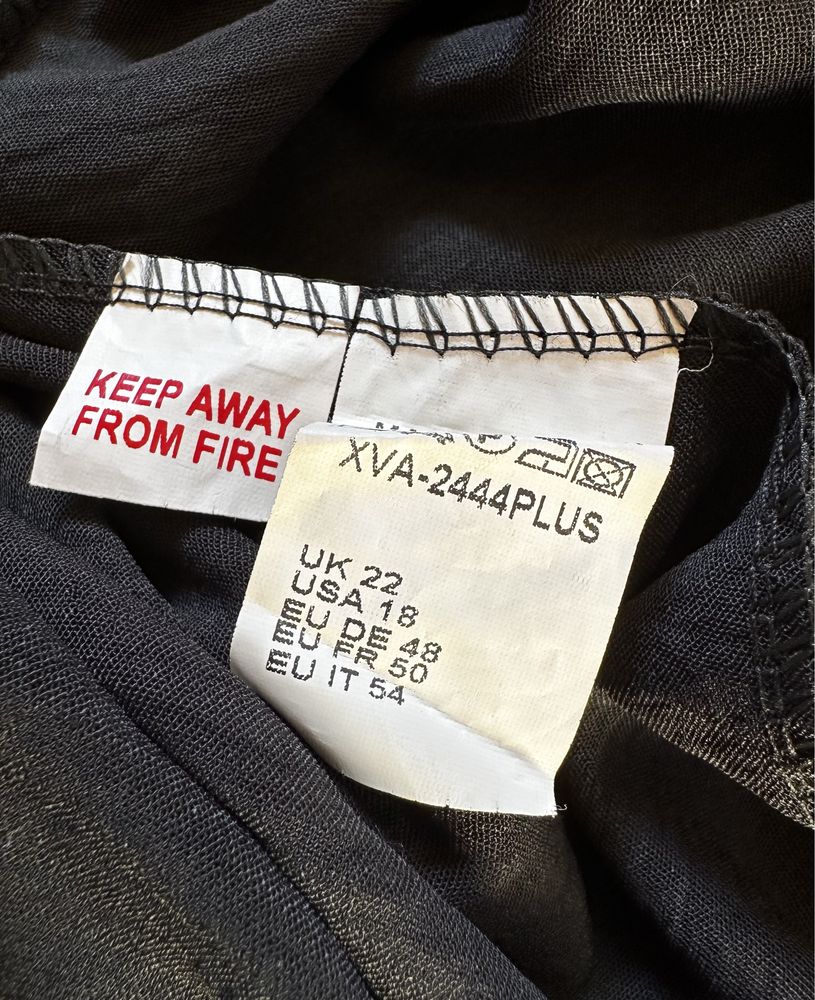 KEEP AWAY
FROM FIRE
XVA-2444PLUS
UK 22
USA 18
EU DE 48
EU FR 50
EU IT 54